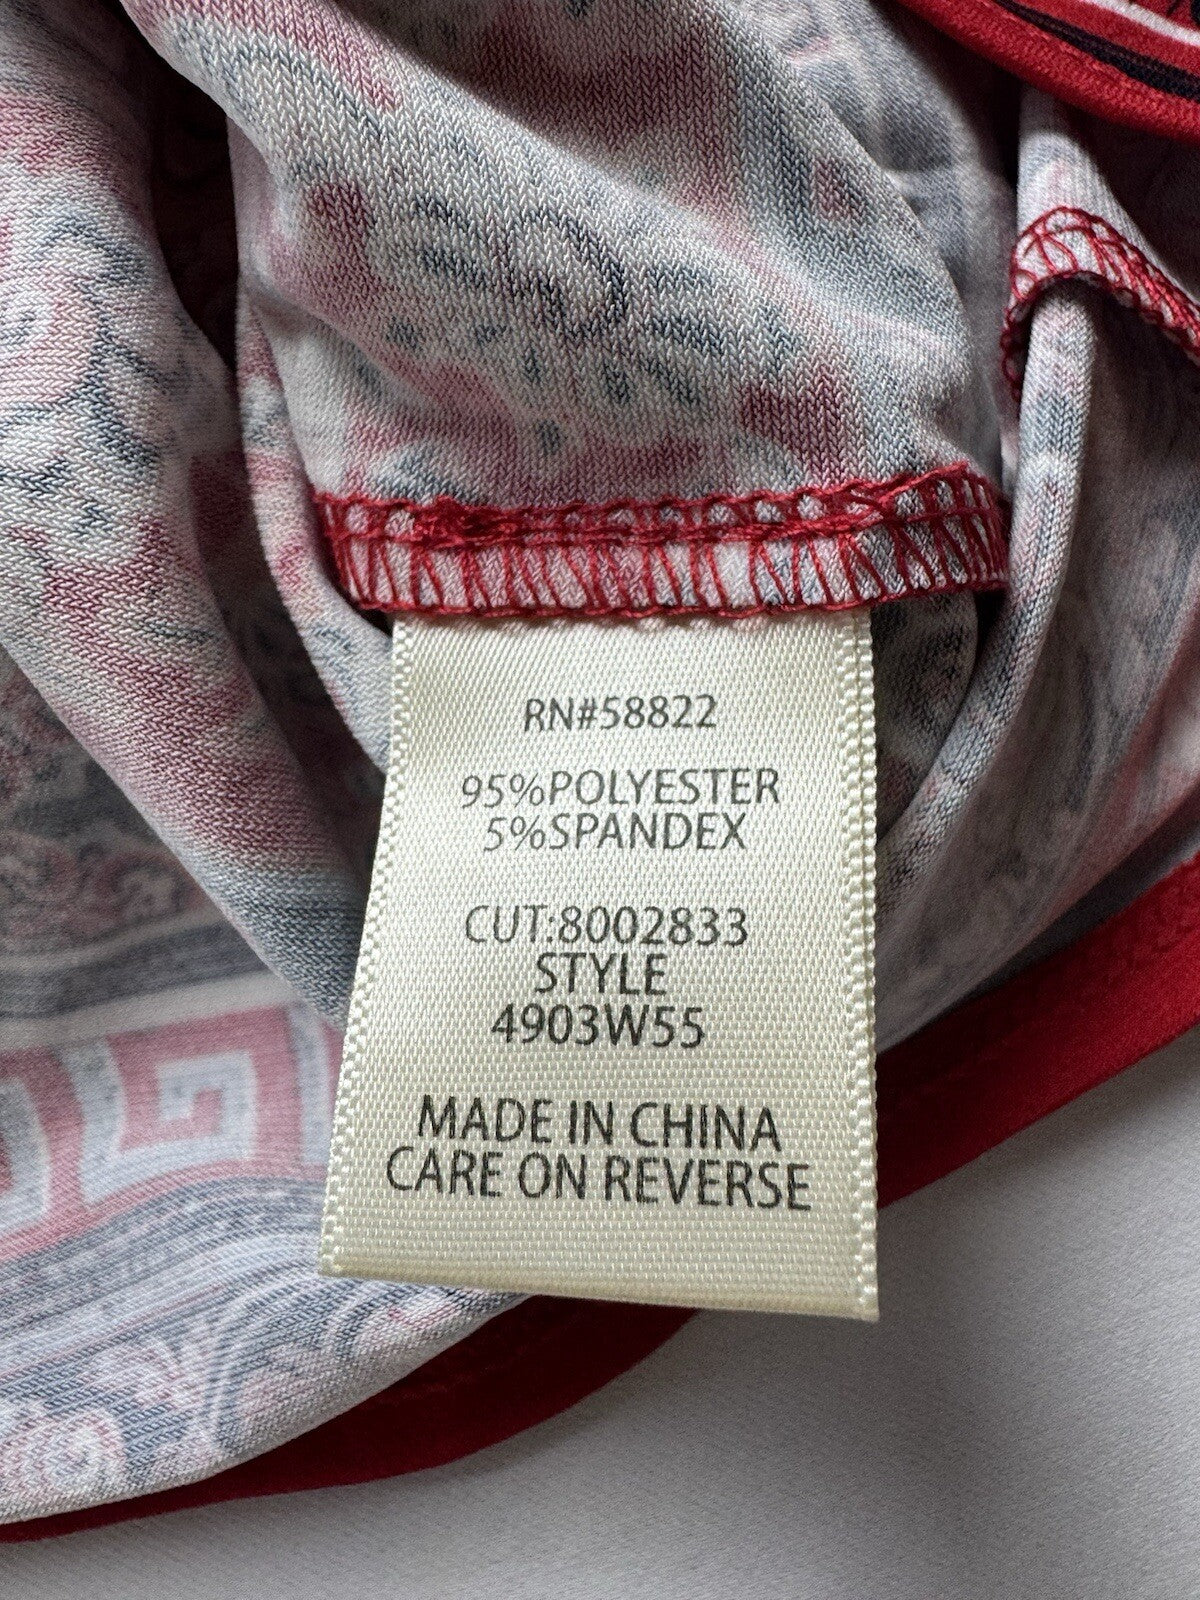 RN#58822
95%POLYESTER
5%SPANDEX
CUT:8002833
STYLE
4903W55
MADE IN CHINA
CARE ON REVERSE